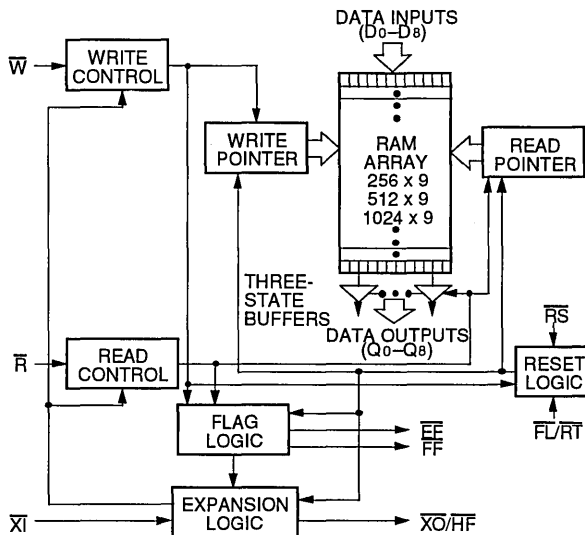 DATA INPUTS
(D0–D8)
W
WRITE
CONTROL
WRITE
POINTER
RAM
ARRAY
256 x 9
512 x 9
1024 x 9
READ
POINTER
THREE-
STATE
BUFFERS
DATA OUTPUTS
(Q0–Q8)
RS
R
READ
CONTROL
RESET
LOGIC
FLAG
LOGIC
EF
FF
FL/RT
EXPANSION
LOGIC
XI
XO/HF